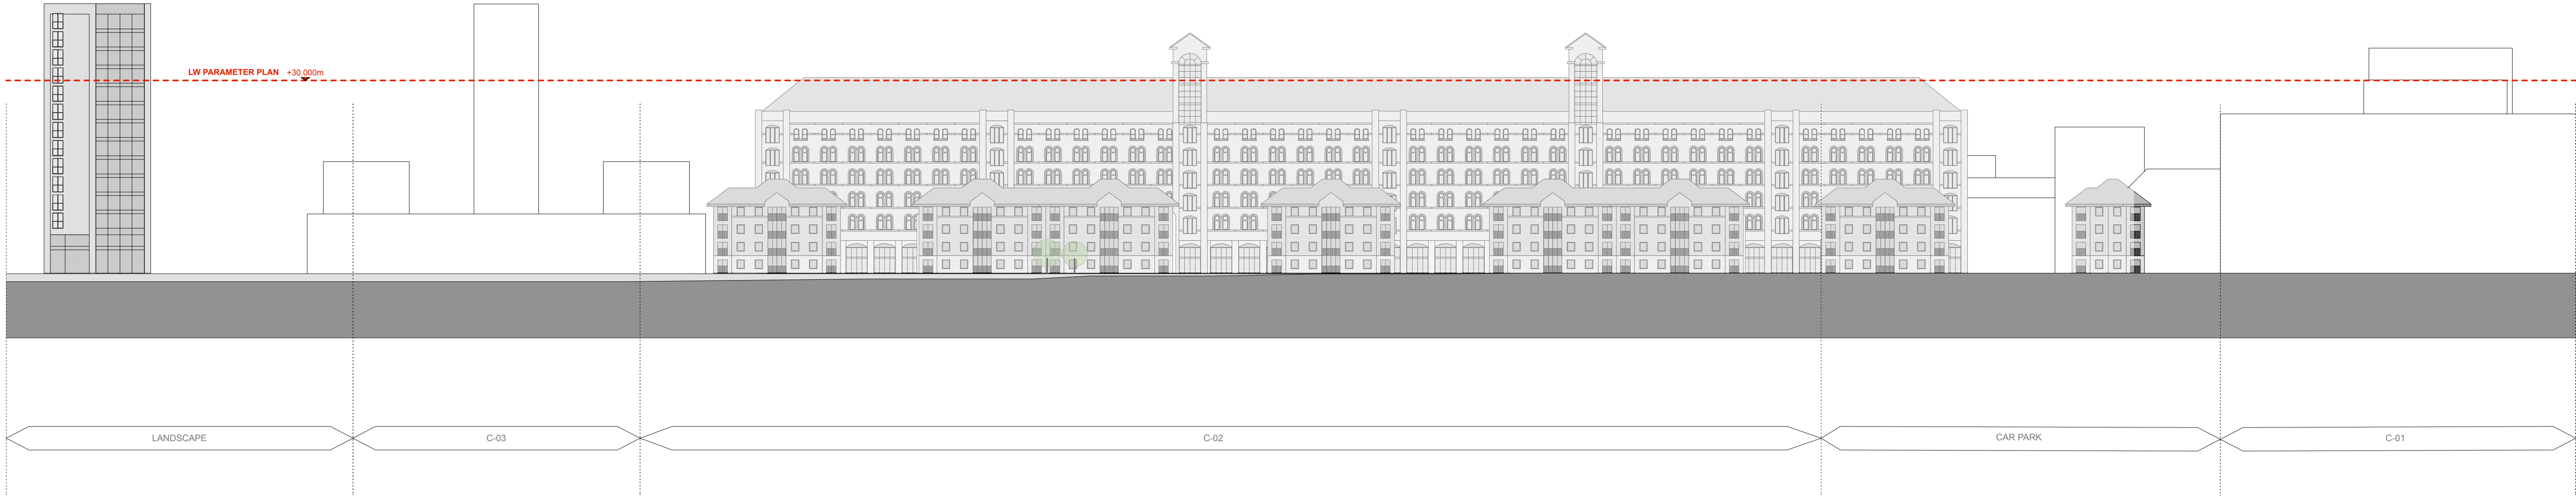 LW PARAMETER PLAN +30.000m
LANDSCAPE
C-03
C-02
CAR PARK
C-01